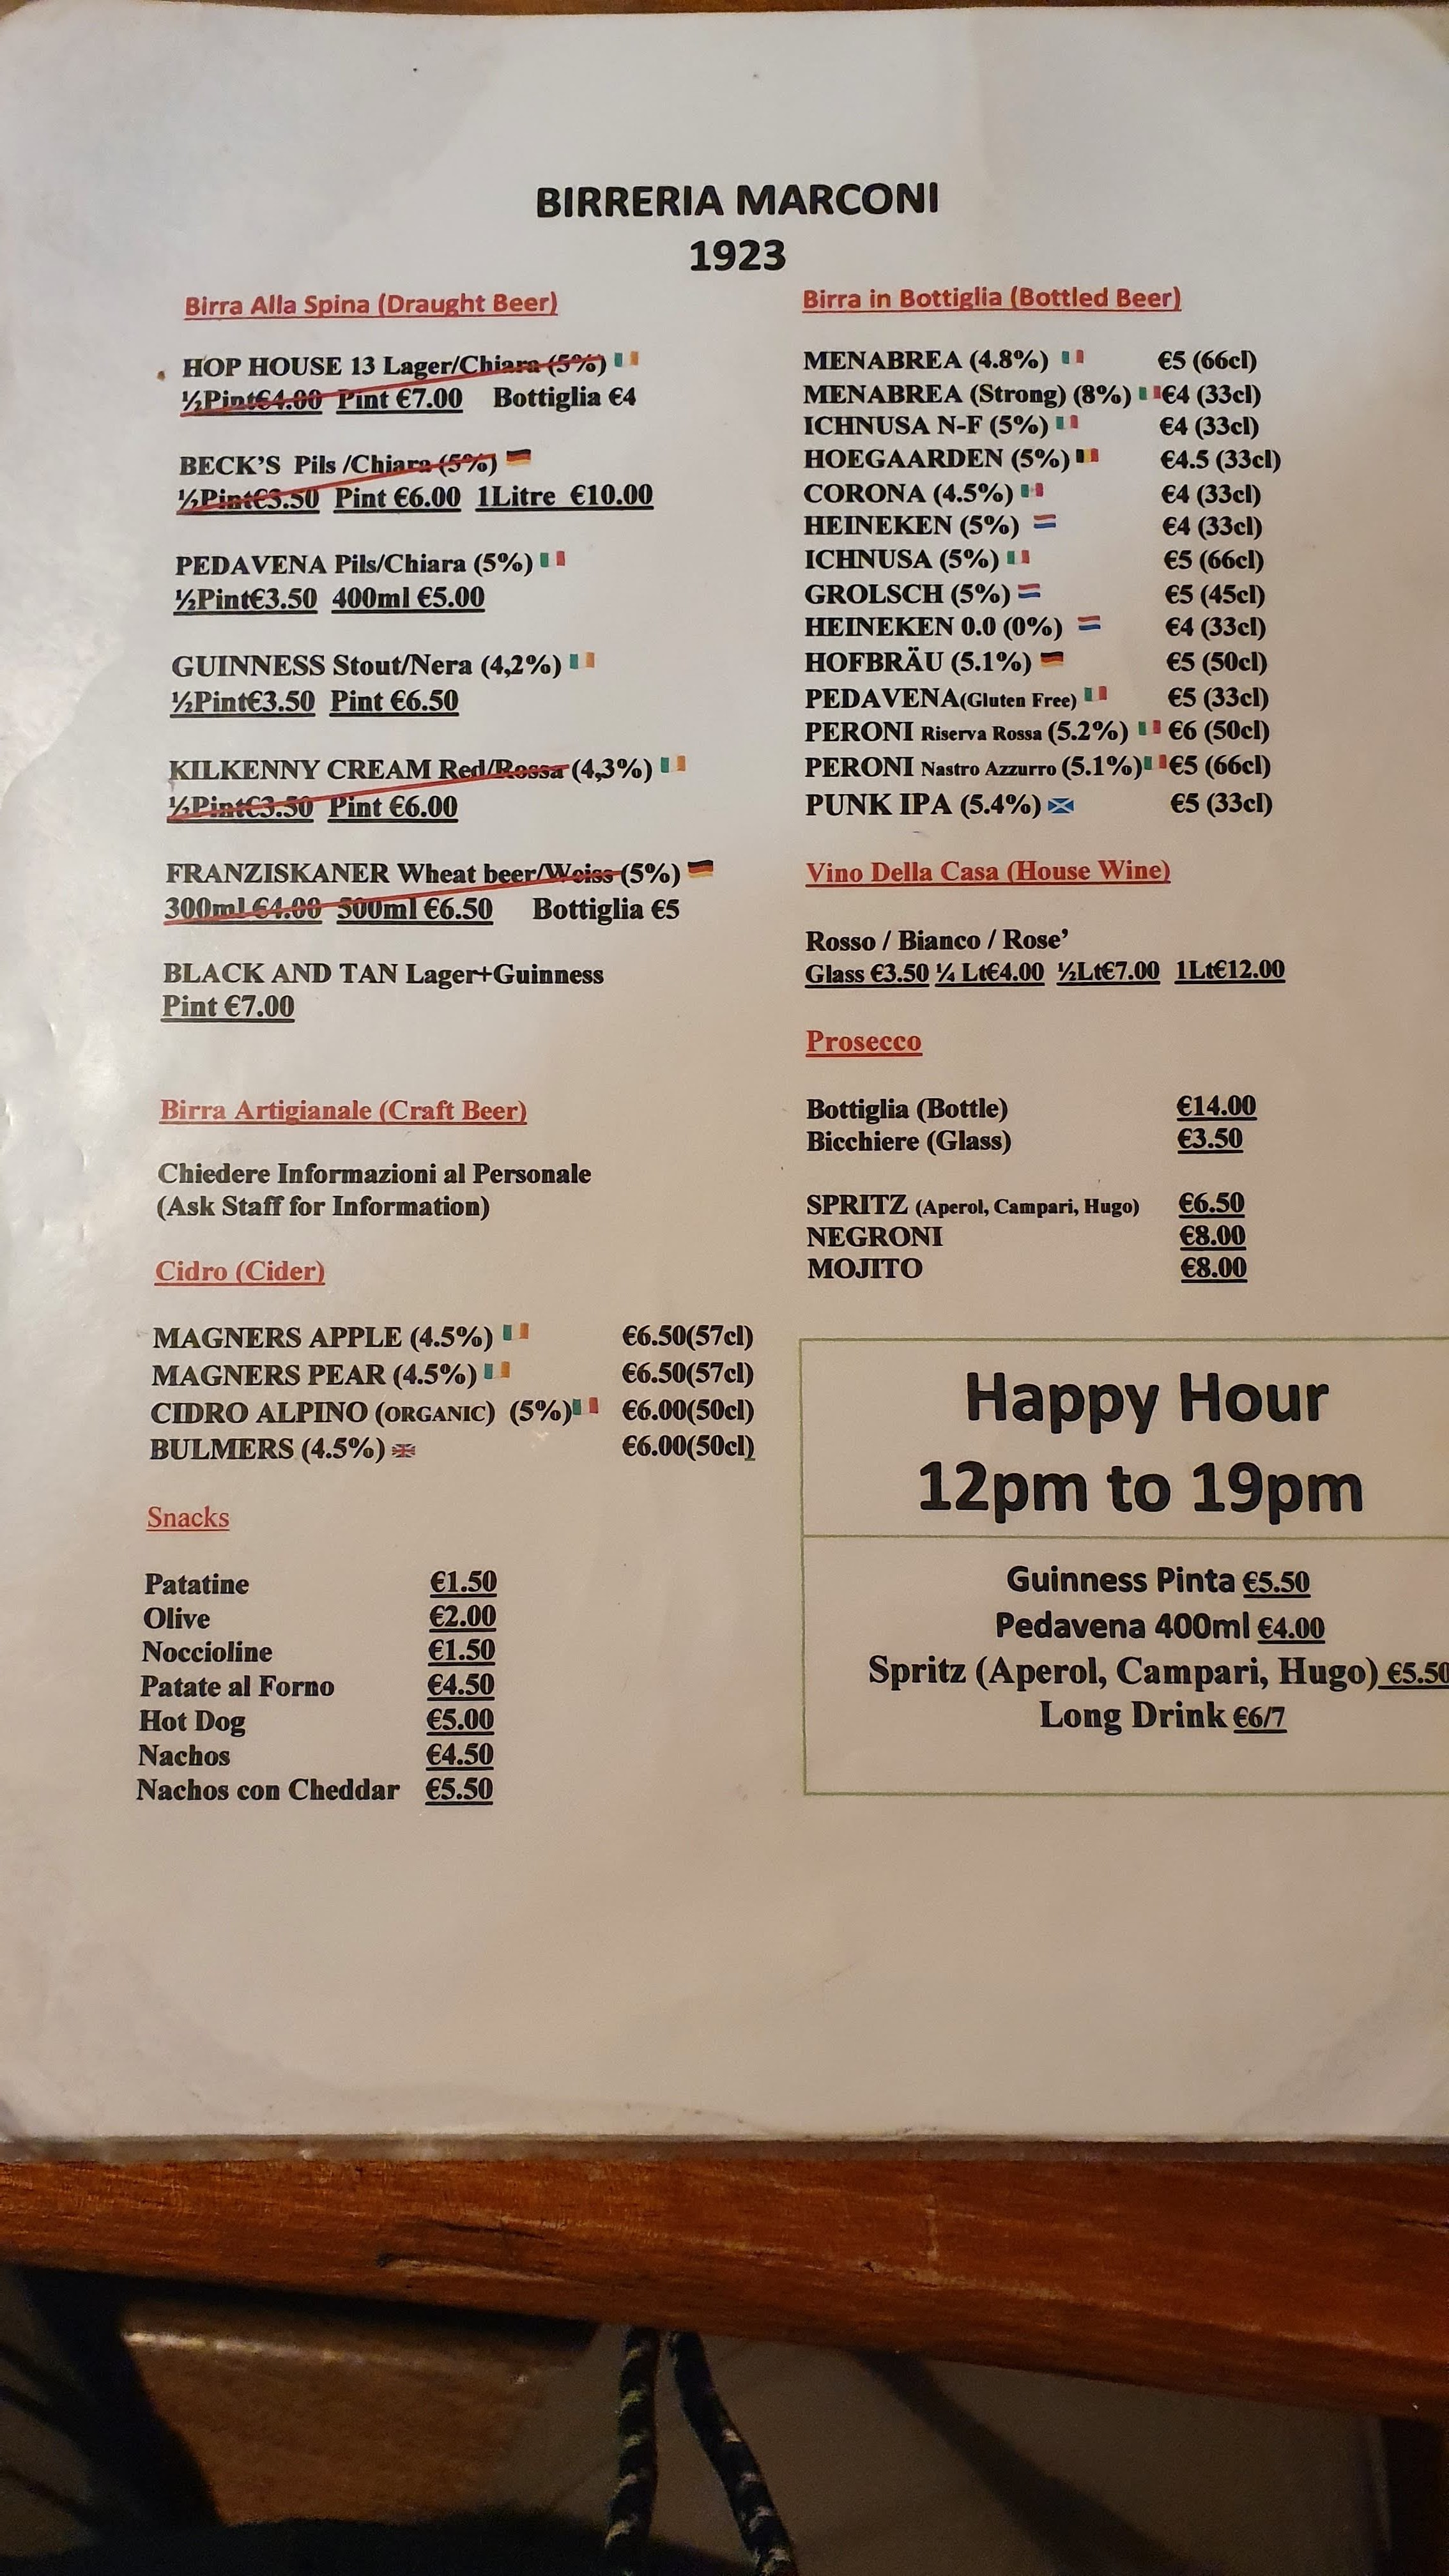 BIRRERIA MARCONI
1923
Birra Alla Spina (Draught Beer)
HOP HOUSE 13 Lager/Chiara (5%)
½Pint€4.00 Pint €7.00 Bottiglia €4
BECK'S Pils /Chiara (5%)
½Pint€3.50 Pint €6.00 1Litre €10.00
PEDAVENA Pils/Chiara (5%)
½Pint€3.50 400ml €5.00
GUINNESS Stout/Nera (4,2%)
½Pint€3.50 Pint €6.50
KILKENNY CREAM Red/Rossa (4,3%)
½Pint€3.50 Pint €6.00
FRANZISKANER Wheat beer/Weiss (5%)
300ml €4.00 500ml €6.50 Bottiglia €5
BLACK AND TAN Lager+Guinness
Pint €7.00
Birra Artigianale (Craft Beer)
Chiedere Informazioni al Personale
(Ask Staff for Information)
Cidro (Cider)
MAGNERS APPLE (4.5%) €6.50(57cl)
MAGNERS PEAR (4.5%) €6.50(57cl)
CIDRO ALPINO (ORGANIC) (5%) €6.00(50cl)
BULMERS (4.5%) €6.00(50cl)
Snacks
Patatine €1.50
Olive €2.00
Noccioline €1.50
Patate al Forno €4.50
Hot Dog €5.00
Nachos €4.50
Nachos con Cheddar €5.50
Birra in Bottiglia (Bottled Beer)
MENABREA (4.8%) €5 (66cl)
MENABREA (Strong) (8%) €4 (33cl)
ICHNUSA N-F (5%) €4 (33cl)
HOEGAARDEN (5%) €4.5 (33cl)
CORONA (4.5%) €4 (33cl)
HEINEKEN (5%) €4 (33cl)
ICHNUSA (5%) €5 (66cl)
GROLSCH (5%) €5 (45cl)
HEINEKEN 0.0 (0%) €4 (33cl)
HOFBRÄU (5.1%) €5 (50cl)
PEDAVENA(Gluten Free) €5 (33cl)
PERONI Riserva Rossa (5.2%) €6 (50cl)
PERONI Nastro Azzurro (5.1%) €5 (66cl)
PUNK IPA (5.4%) €5 (33cl)
Vino Della Casa (House Wine)
Rosso / Bianco / Rose'
Glass €3.50 ¼ Lt€4.00 ½Lt€7.00 1Lt€12.00
Prosecco
Bottiglia (Bottle) €14.00
Bicchiere (Glass) €3.50
SPRITZ (Aperol, Campari, Hugo) €6.50
NEGRONI €8.00
MOJITO €8.00
Happy Hour
12pm to 19pm
Guinness Pinta €5.50
Pedavena 400ml €4.00
Spritz (Aperol, Campari, Hugo) €5.50
Long Drink €6/7